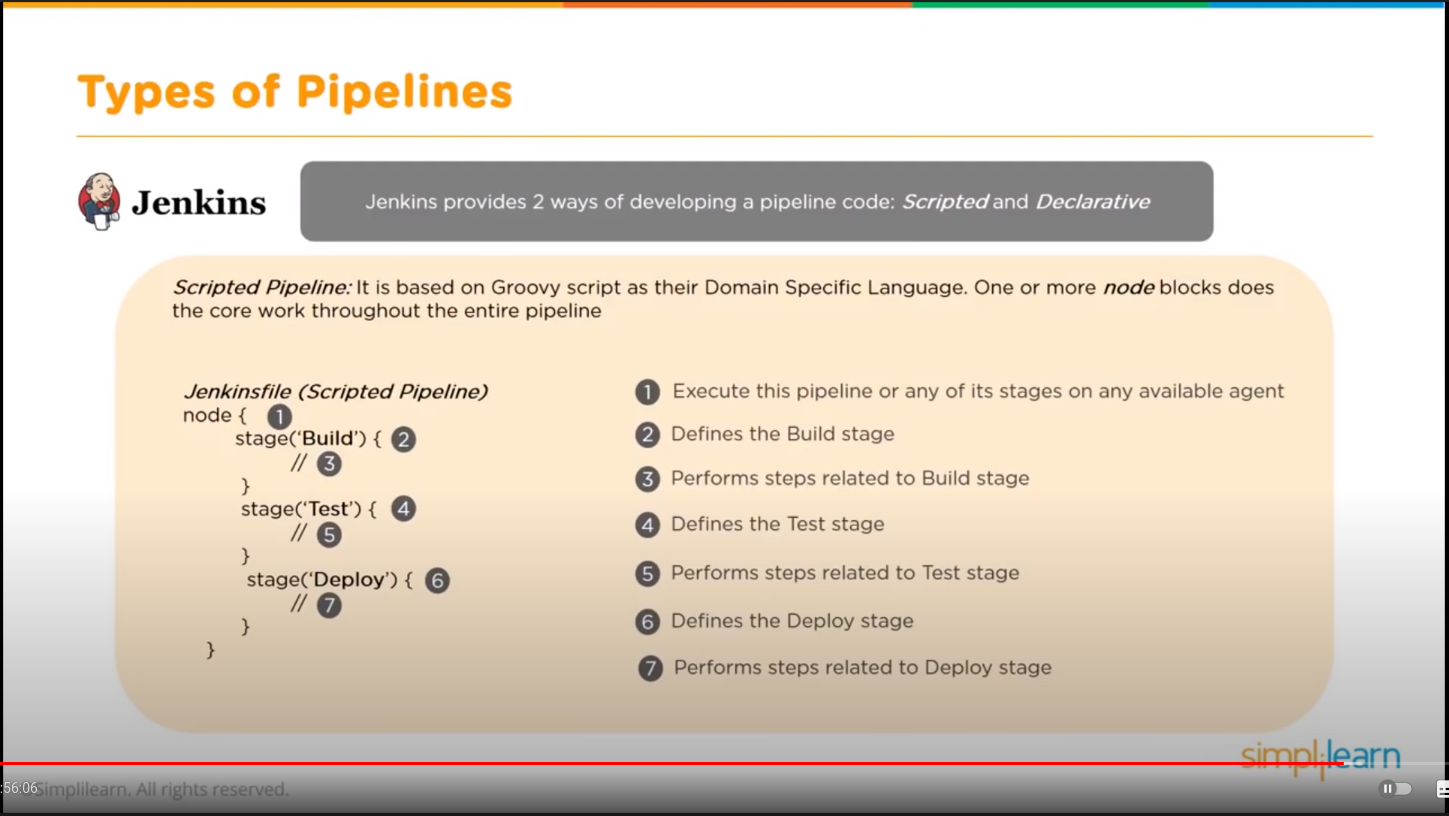 Types of Pipelines
Jenkins
Jenkins provides 2 ways of developing a pipeline code: Scripted and Declarative
Scripted Pipeline: It is based on Groovy script as their Domain Specific Language. One or more node blocks does
the core work throughout the entire pipeline
Jenkinsfile (Scripted Pipeline)
node { 1
stage(‘Build’) { 2
// 3
}
stage(‘Test’) { 4
// 5
}
stage(‘Deploy’) { 6
// 7
}
}
1 Execute this pipeline or any of its stages on any available agent
2 Defines the Build stage
3 Performs steps related to Build stage
4 Defines the Test stage
5 Performs steps related to Test stage
6 Defines the Deploy stage
7 Performs steps related to Deploy stage
simplilearn
:56:06
Simplilearn. All rights reserved.